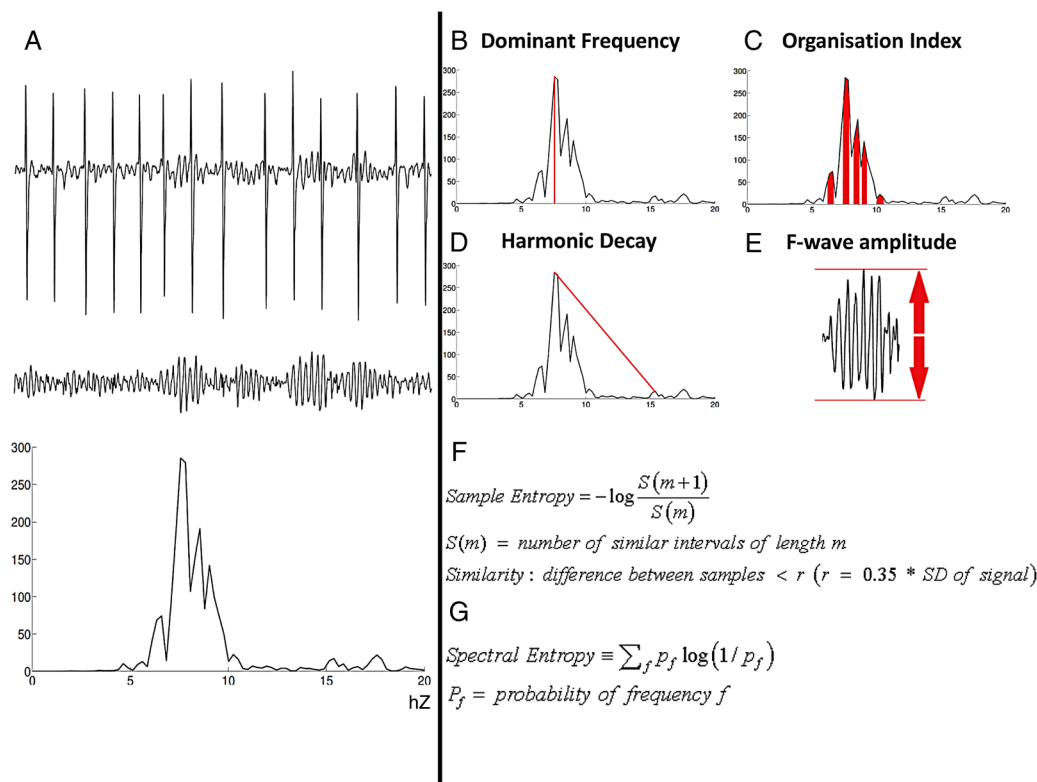 A
300
250
200
150
100
50
0
0 5 10 15 20
hZ
B Dominant Frequency
300
250
200
150
100
50
0
0 5 10 15 20
C Organisation Index
300
250
200
150
100
50
0
0 5 10 15 20
D Harmonic Decay
300
250
200
150
100
50
0
0 5 10 15 20
E F-wave amplitude
F
Sample Entropy = −log S(m+1) / S(m)
S(m) = number of similar intervals of length m
Similarity : difference between samples < r (r = 0.35 * SD of signal)
G
Spectral Entropy ≡ ∑f pf log(1/pf)
Pf = probability of frequency f